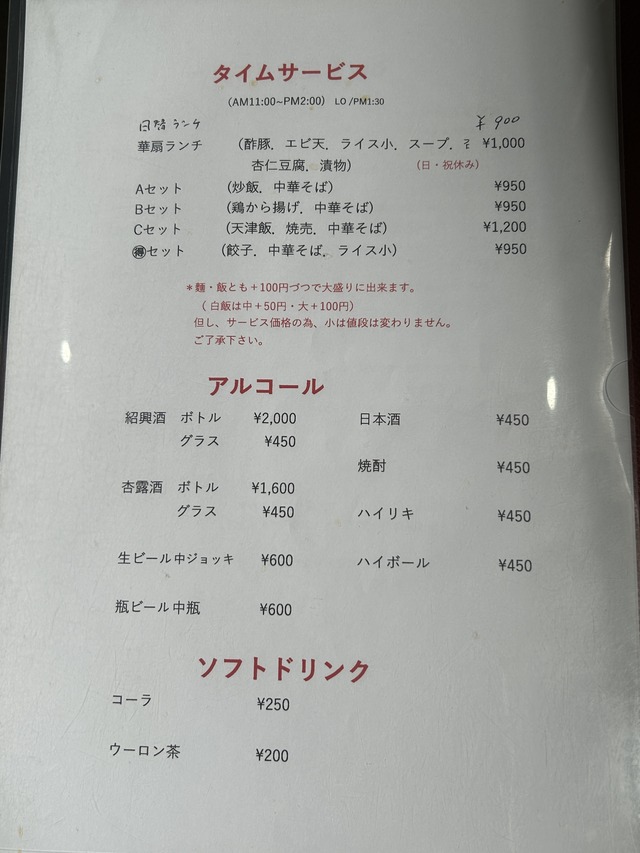 タイムサービス
(AM11:00~PM2:00) LO /PM1:30
日替ランチ ¥900
華扇ランチ (酢豚．エビ天．ライス小．スープ． ¥1,000
杏仁豆腐．漬物) (日・祝休み)
Aセット (炒飯．中華そば) ¥950
Bセット (鶏から揚げ．中華そば) ¥950
Cセット (天津飯．焼売．中華そば) ¥1,200
㊝セット (餃子．中華そば．ライス小) ¥950
＊麺・飯とも＋100円づつで大盛りに出来ます。
（白飯は中＋50円・大＋100円)
但し、サービス価格の為、小は値段は変わりません。
ご了承下さい。
アルコール
紹興酒 ボトル ¥2,000 日本酒 ¥450
グラス ¥450
焼酎 ¥450
杏露酒 ボトル ¥1,600
グラス ¥450 ハイリキ ¥450
生ビール中ジョッキ ¥600 ハイボール ¥450
瓶ビール中瓶 ¥600
ソフトドリンク
コーラ ¥250
ウーロン茶 ¥200